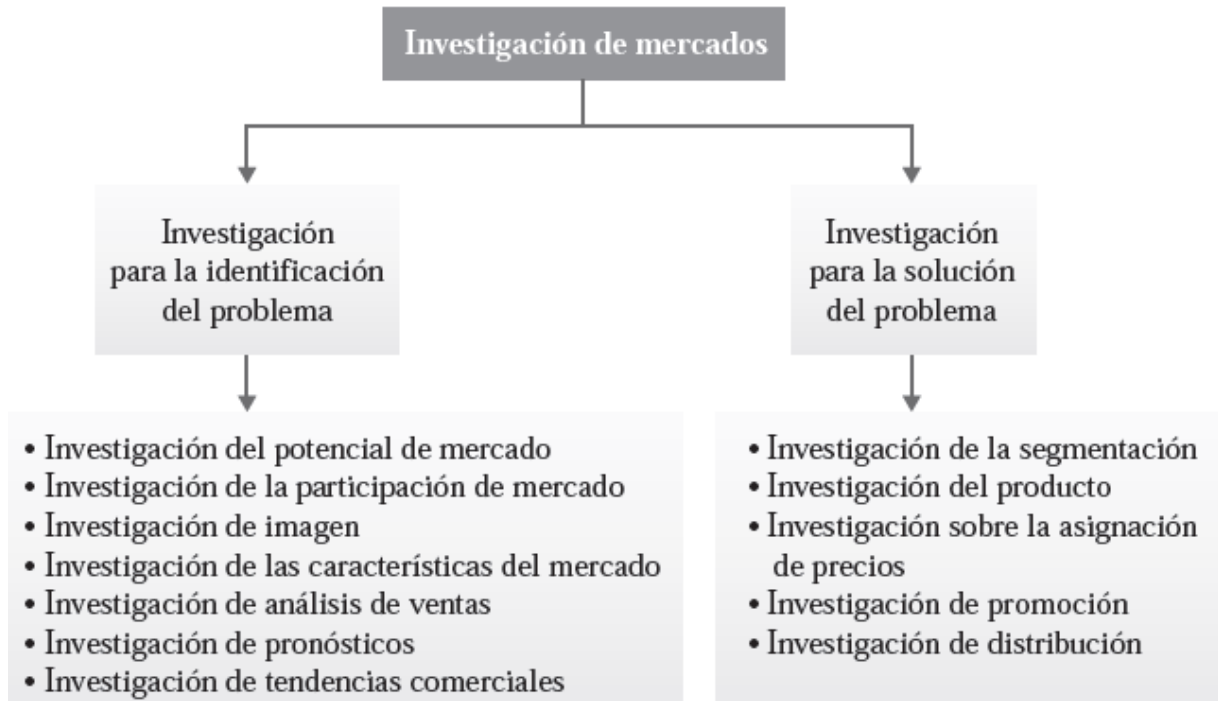 Investigación de mercados
Investigación
para la identificación
del problema
Investigación
para la solución
del problema
• Investigación del potencial de mercado
• Investigación de la participación de mercado
• Investigación de imagen
• Investigación de las características del mercado
• Investigación de análisis de ventas
• Investigación de pronósticos
• Investigación de tendencias comerciales
• Investigación de la segmentación
• Investigación del producto
• Investigación sobre la asignación
de precios
• Investigación de promoción
• Investigación de distribución